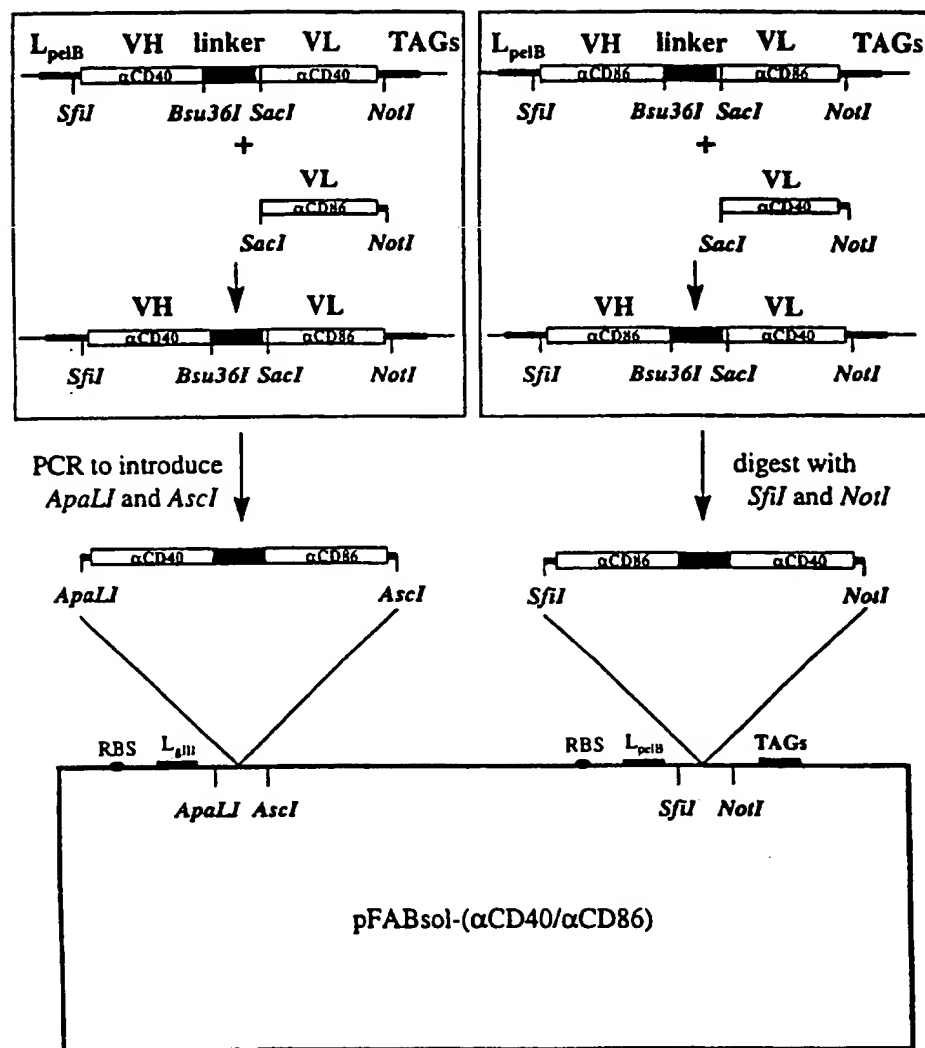 LpelB VH linker VL TAGs
αCD40 αCD40
SfiI Bsu36I SacI NotI
+
VL
αCD86
SacI NotI
VH VL
αCD40 αCD86
SfiI Bsu36I SacI NotI
LpelB VH linker VL TAGs
αCD86 αCD86
SfiI Bsu36I SacI NotI
+
VL
αCD40
SacI NotI
VH VL
αCD86 αCD40
SfiI Bsu36I SacI NotI
PCR to introduce
ApaLI and AscI
digest with
SfiI and NotI
αCD40 αCD86
ApaLI AscI
αCD86 αCD40
SfiI NotI
RBS LgIII RBS LpelB TAGs
ApaLI AscI SfiI NotI
pFABsol-(αCD40/αCD86)